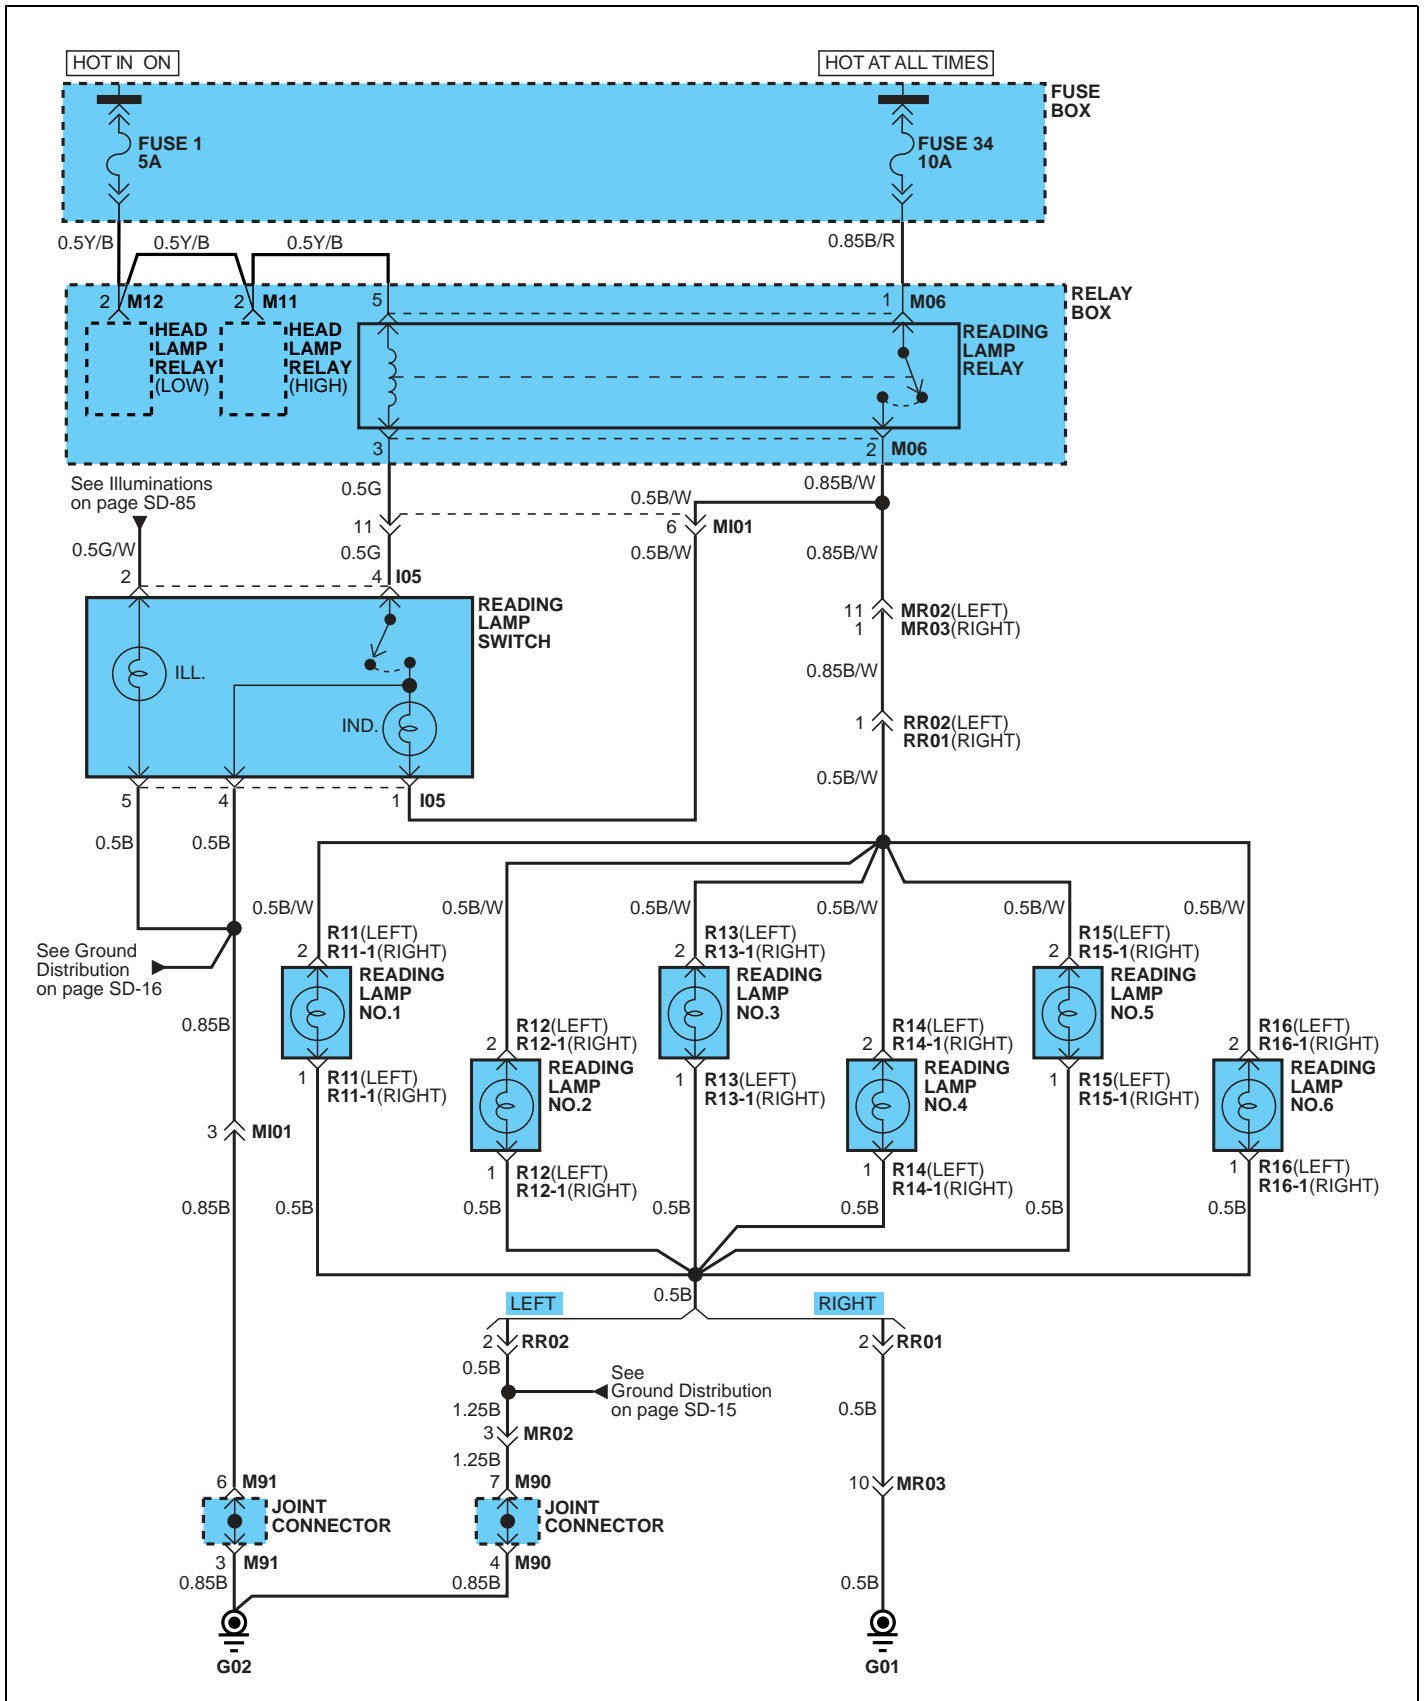 HOT IN ON
HOT AT ALL TIMES
FUSE
BOX
FUSE 1
5A
FUSE 34
10A
0.5Y/B
0.5Y/B
0.5Y/B
0.85B/R
2 M12
2 M11
5
1 M06
RELAY
BOX
HEAD
LAMP
RELAY
(LOW)
HEAD
LAMP
RELAY
(HIGH)
READING
LAMP
RELAY
3
2 M06
See Illuminations
on page SD-85
0.5G
0.5B/W
0.85B/W
11
6 MI01
0.5G/W
0.5G
0.5B/W
0.85B/W
2
4 I05
READING
LAMP
SWITCH
11 MR02(LEFT)
1 MR03(RIGHT)
ILL.
0.85B/W
IND.
1 RR02(LEFT)
RR01(RIGHT)
0.5B/W
5
4
1 I05
0.5B
0.5B
0.5B/W
0.5B/W
0.5B/W
0.5B/W
0.5B/W
0.5B/W
See Ground
Distribution
on page SD-16
R11(LEFT)
2 R11-1(RIGHT)
READING
LAMP
NO.1
R13(LEFT)
2 R13-1(RIGHT)
READING
LAMP
NO.3
R15(LEFT)
2 R15-1(RIGHT)
READING
LAMP
NO.5
0.85B
R12(LEFT)
2 R12-1(RIGHT)
READING
LAMP
NO.2
R14(LEFT)
2 R14-1(RIGHT)
READING
LAMP
NO.4
R16(LEFT)
2 R16-1(RIGHT)
READING
LAMP
NO.6
1 R11(LEFT)
R11-1(RIGHT)
1 R13(LEFT)
R13-1(RIGHT)
1 R15(LEFT)
R15-1(RIGHT)
3 MI01
1 R12(LEFT)
R12-1(RIGHT)
1 R14(LEFT)
R14-1(RIGHT)
1 R16(LEFT)
R16-1(RIGHT)
0.85B
0.5B
0.5B
0.5B
0.5B
0.5B
0.5B
0.5B
LEFT
RIGHT
2 RR02
2 RR01
0.5B
See
Ground Distribution
on page SD-15
1.25B
0.5B
3 MR02
1.25B
6 M91
7 M90
10 MR03
JOINT
CONNECTOR
JOINT
CONNECTOR
3 M91
4 M90
0.85B
0.85B
0.5B
G02
G01